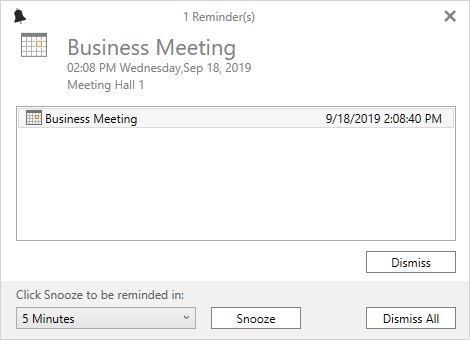 1 Reminder(s)
Business Meeting
02:08 PM Wednesday,Sep 18, 2019
Meeting Hall 1
Business Meeting 9/18/2019 2:08:40 PM
Dismiss
Click Snooze to be reminded in:
5 Minutes Snooze Dismiss All